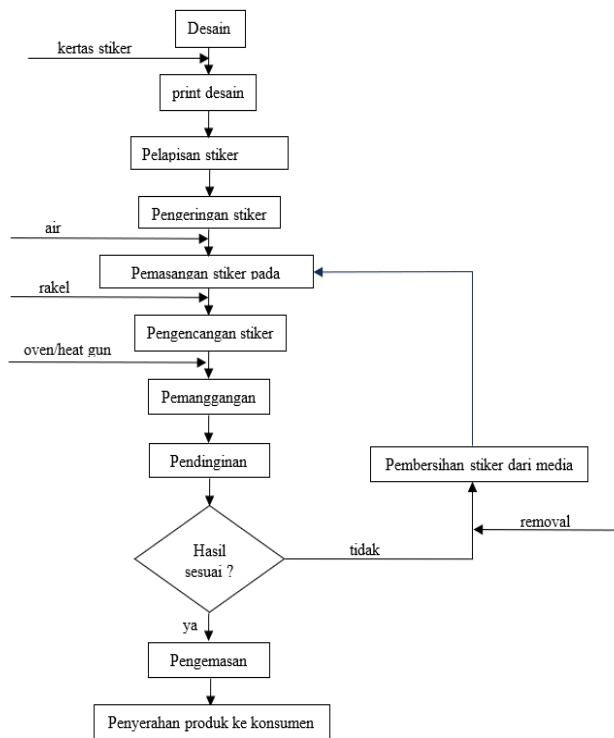 Desain
kertas stiker
print desain
Pelapisan stiker
Pengeringan stiker
air
Pemasangan stiker pada
rakel
Pengencangan stiker
oven/heat gun
Pemanggangan
Pendinginan
Pembersihan stiker dari media
removal
Hasil
sesuai ?
tidak
ya
Pengemasan
Penyerahan produk ke konsumen